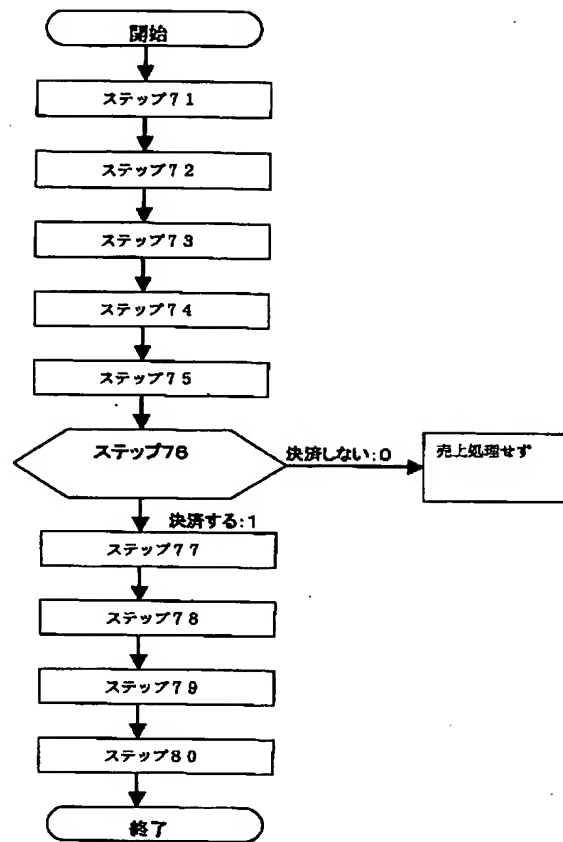 開始
ステップ７１
ステップ７２
ステップ７３
ステップ７４
ステップ７５
ステップ76
決済しない:0
売上処理せず
決済する:1
ステップ７７
ステップ７８
ステップ７９
ステップ８０
終了